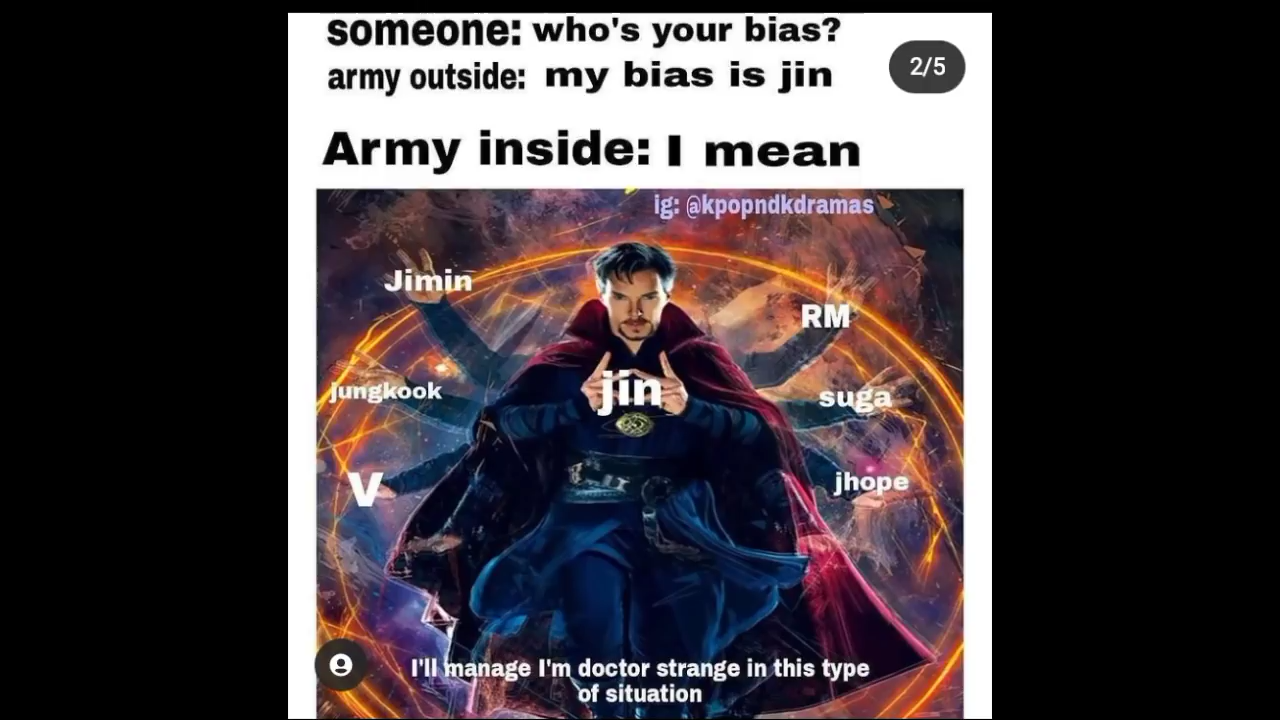 someone: who's your bias?
2/5
army outside: my bias is jin
Army inside: I mean
ig: @kpopndkdramas
Jimin
RM
jin
jungkook
suga
V
jhope
I'll manage I'm doctor strange in this type
of situation